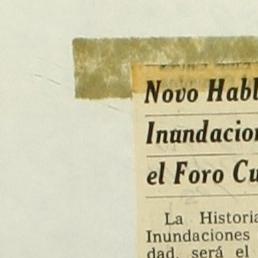 Novo Habl
Inundacion
el Foro Cu
La Historia
Inundaciones
dad, será el